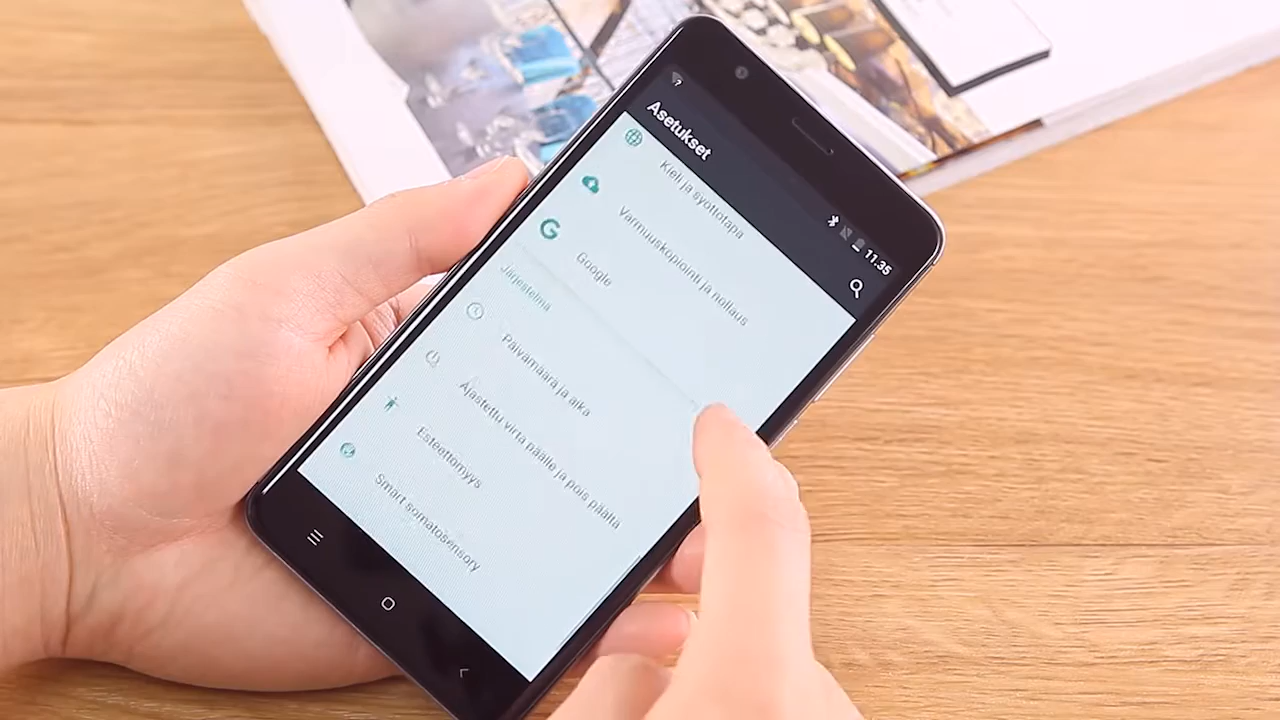 11.35
Asetukset
Kieli ja syöttötapa
Varmuuskopiointi ja nollaus
Google
Järjestelmä
Päivämäärä ja aika
Ajastettu virta päälle ja pois päältä
Esteettömyys
Smart somatosensory